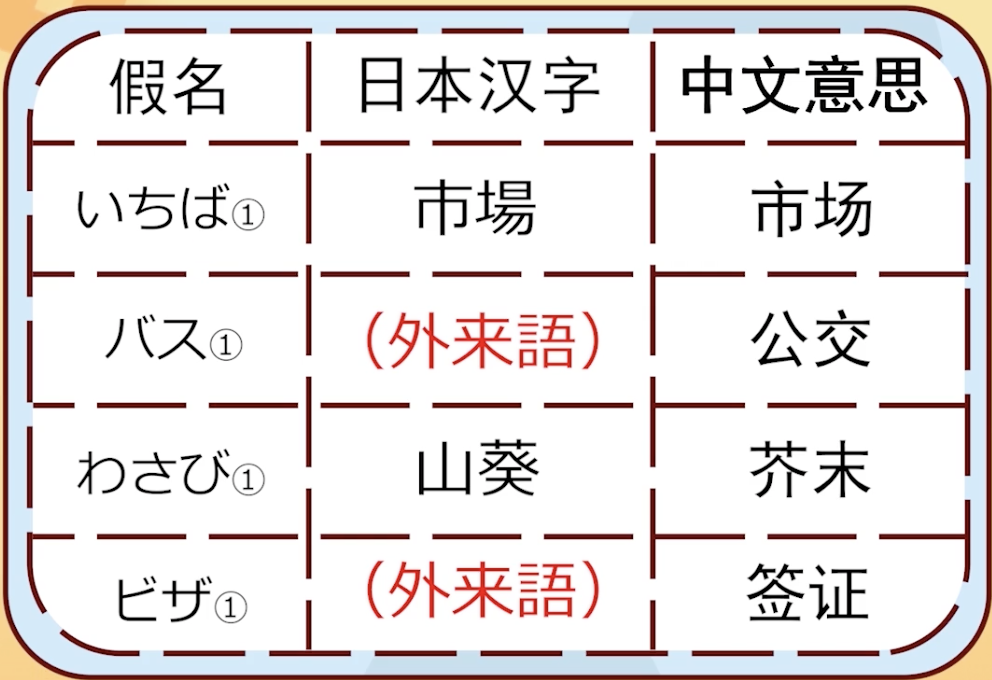 假名 日本汉字 中文意思
いちば① 市場 市场
バス① （外来語） 公交
わさび① 山葵 芥末
ビザ① （外来語） 签证